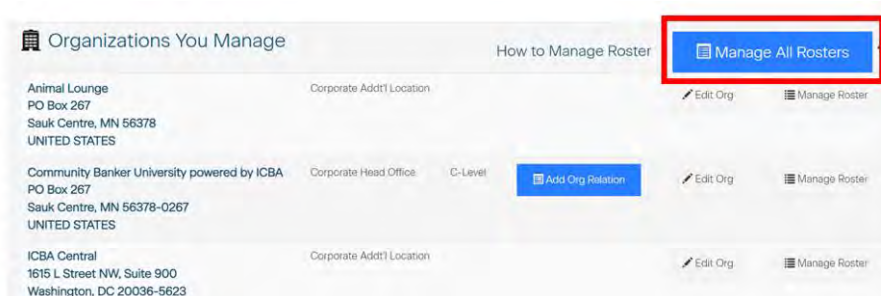 Organizations You Manage
How to Manage Roster
Manage All Rosters
Animal Lounge
PO Box 267
Sauk Centre, MN 56378
UNITED STATES
Corporate Addt'l Location
Edit Org
Manage Roster
Community Banker University powered by ICBA
PO Box 267
Sauk Centre, MN 56378-0267
UNITED STATES
Corporate Head Office
C-Level
Add Org Relation
Edit Org
Manage Roster
ICBA Central
1615 L Street NW, Suite 900
Washington, DC 20036-5623
Corporate Addt'l Location
Edit Org
Manage Roster